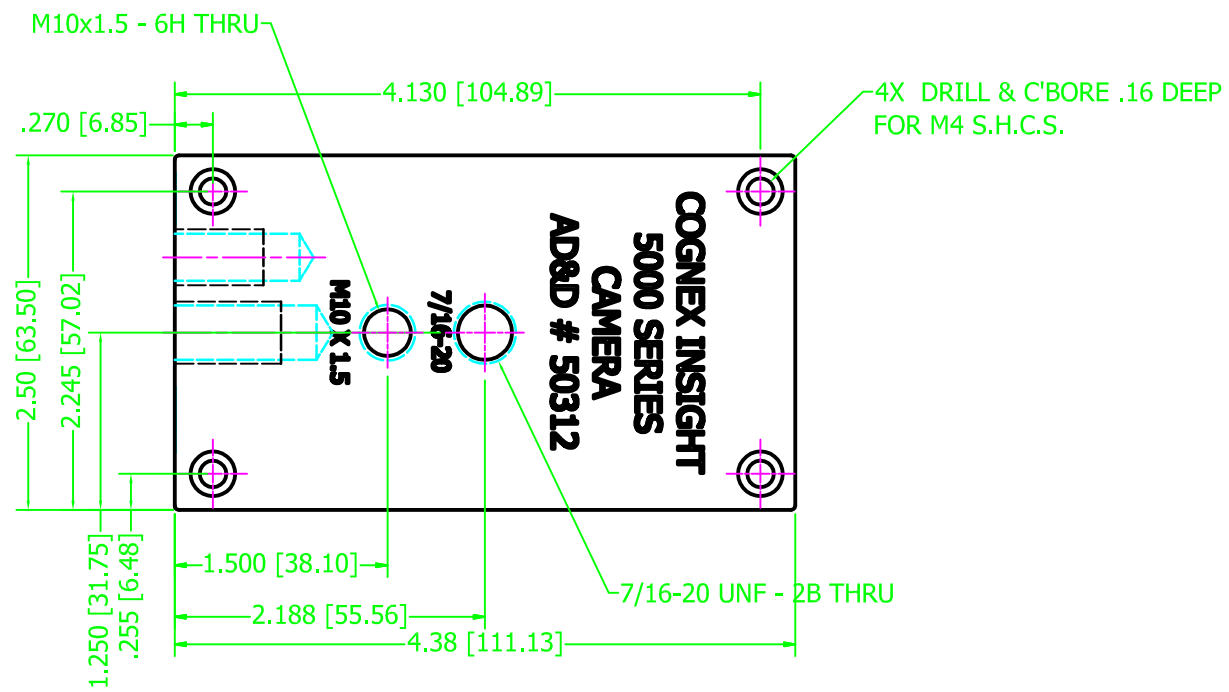 M10x1.5 - 6H THRU
4.130 [104.89]
4X DRILL & C'BORE .16 DEEP
FOR M4 S.H.C.S.
.270 [6.85]
2.50 [63.50]
2.245 [57.02]
1.250 [31.75]
.255 [6.48]
M10 X 1.5
7/16-20
COGNEX INSIGHT
5000 SERIES
CAMERA
AD&D # 50312
1.500 [38.10]
2.188 [55.56]
7/16-20 UNF - 2B THRU
4.38 [111.13]